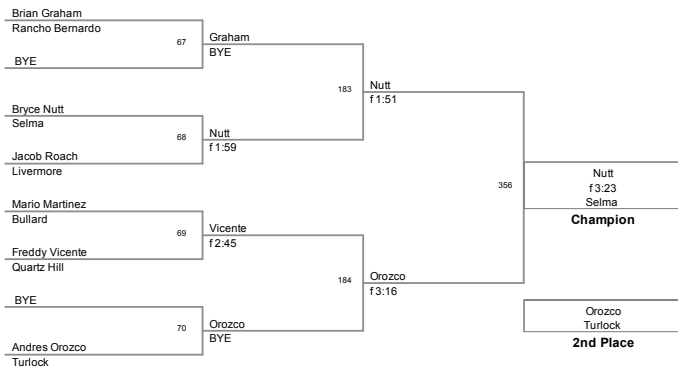 Brian Graham
Rancho Bernardo
67
BYE
Graham
BYE
Bryce Nutt
Selma
68
Jacob Roach
Livermore
Nutt
f 1:59
183
Nutt
f 1:51
Mario Martinez
Bullard
69
Freddy Vicente
Quartz Hill
Vicente
f 2:45
BYE
70
Andres Orozco
Turlock
Orozco
BYE
184
Orozco
f 3:16
356
Nutt
f 3:23
Selma
Champion
Orozco
Turlock
2nd Place